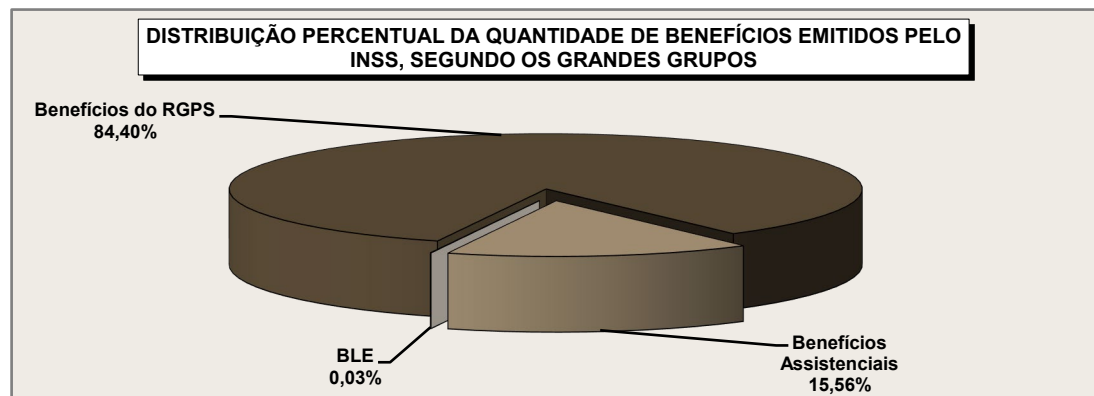 DISTRIBUIÇÃO PERCENTUAL DA QUANTIDADE DE BENEFÍCIOS EMITIDOS PELO
INSS, SEGUNDO OS GRANDES GRUPOS
Benefícios do RGPS
84,40%
BLE
0,03%
Benefícios
Assistenciais
15,56%